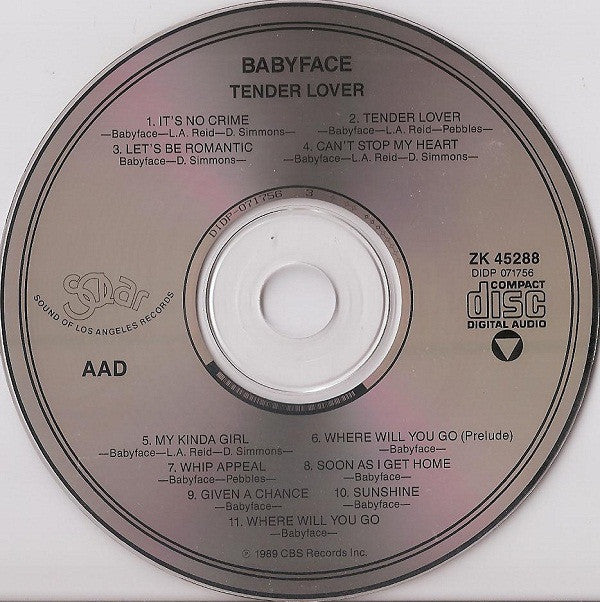 BABYFACE
TENDER LOVER
1. IT'S NO CRIME
—Babyface—L.A. Reid—D. Simmons—
2. TENDER LOVER
—Babyface—L.A. Reid—Pebbles—
3. LET'S BE ROMANTIC
—Babyface—D. Simmons—
4. CAN'T STOP MY HEART
—Babyface—L.A. Reid—D. Simmons—
DIDP-071756 3
solar
SOUND OF LOS ANGELES RECORDS
AAD
ZK 45288
DIDP 071756
COMPACT
disc
DIGITAL AUDIO
5. MY KINDA GIRL
—Babyface—L.A. Reid—D. Simmons—
6. WHERE WILL YOU GO (Prelude)
—Babyface—
7. WHIP APPEAL
—Babyface—Pebbles—
8. SOON AS I GET HOME
—Babyface—
9. GIVEN A CHANCE
—Babyface—
10. SUNSHINE
—Babyface—
11. WHERE WILL YOU GO
—Babyface—
℗ 1989 CBS Records Inc.